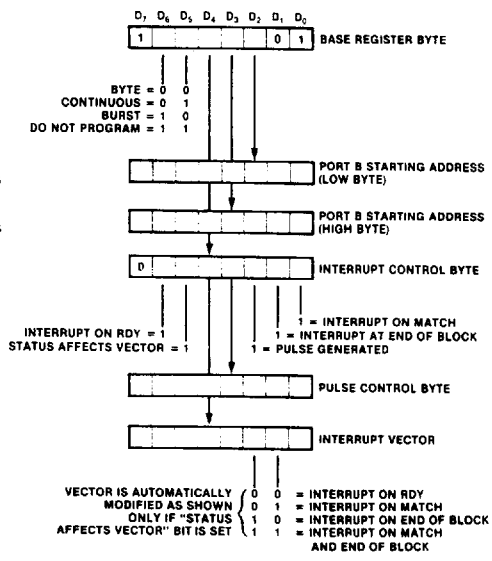 D7 D6 D5 D4 D3 D2 D1 D0
1 0 1 BASE REGISTER BYTE
BYTE = 0 0
CONTINUOUS = 0 1
BURST = 1 0
DO NOT PROGRAM = 1 1
PORT B STARTING ADDRESS
(LOW BYTE)
PORT B STARTING ADDRESS
(HIGH BYTE)
0 INTERRUPT CONTROL BYTE
1 = INTERRUPT ON MATCH
INTERRUPT ON RDY = 1 1 = INTERRUPT AT END OF BLOCK
STATUS AFFECTS VECTOR = 1 1 = PULSE GENERATED
PULSE CONTROL BYTE
INTERRUPT VECTOR
VECTOR IS AUTOMATICALLY 0 0 = INTERRUPT ON RDY
MODIFIED AS SHOWN 0 1 = INTERRUPT ON MATCH
ONLY IF "STATUS 1 0 = INTERRUPT ON END OF BLOCK
AFFECTS VECTOR" BIT IS SET 1 1 = INTERRUPT ON MATCH
AND END OF BLOCK